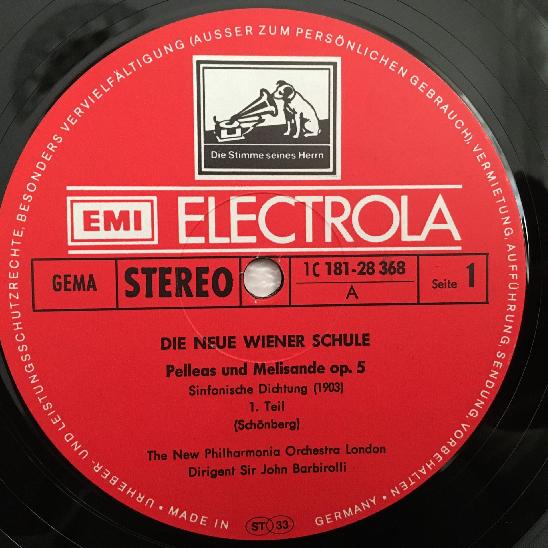 URHEBER- UND LEISTUNGSSCHUTZRECHTE, BESONDERS VERVIELFÄLTIGUNG (AUSSER ZUM PERSÖNLICHEN GEBRAUCH), VERMIETUNG, AUFFÜHRUNG, SENDUNG, VORBEHALTEN
Die Stimme seines Herrn
EMI ELECTROLA
GEMA STEREO 1C 181-28 368 Seite 1
A
DIE NEUE WIENER SCHULE
Pelleas und Melisande op. 5
Sinfonische Dichtung (1903)
1. Teil
(Schönberg)
The New Philharmonia Orchestra London
Dirigent Sir John Barbirolli
• MADE IN ST 33 GERMANY •